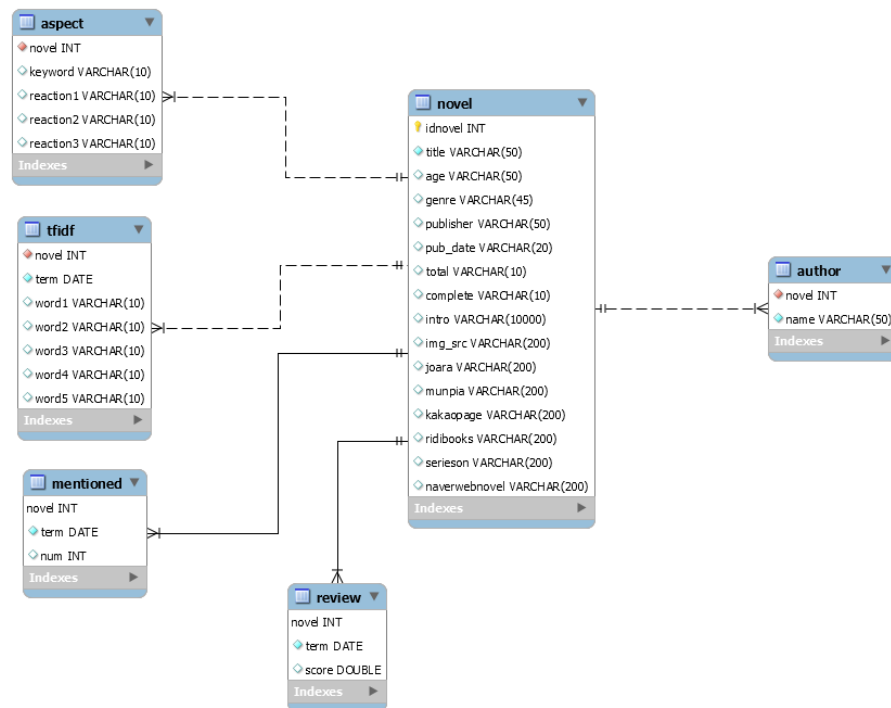 aspect
novel INT
keyword VARCHAR(10)
reaction1 VARCHAR(10)
reaction2 VARCHAR(10)
reaction3 VARCHAR(10)
Indexes
tfidf
novel INT
term DATE
word1 VARCHAR(10)
word2 VARCHAR(10)
word3 VARCHAR(10)
word4 VARCHAR(10)
word5 VARCHAR(10)
Indexes
mentioned
novel INT
term DATE
num INT
Indexes
review
novel INT
term DATE
score DOUBLE
Indexes
novel
idnovel INT
title VARCHAR(50)
age VARCHAR(50)
genre VARCHAR(45)
publisher VARCHAR(50)
pub_date VARCHAR(20)
total VARCHAR(10)
complete VARCHAR(10)
intro VARCHAR(10000)
img_src VARCHAR(200)
joara VARCHAR(200)
munpia VARCHAR(200)
kakaopage VARCHAR(200)
ridibooks VARCHAR(200)
serieson VARCHAR(200)
naverwebnovel VARCHAR(200)
Indexes
author
novel INT
name VARCHAR(50)
Indexes